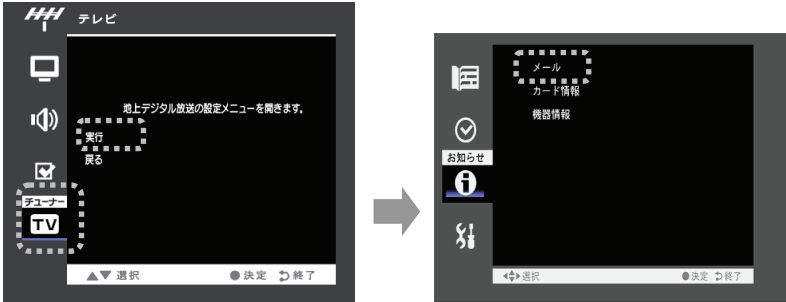 テレビ
地上デジタル放送の設定メニューを開きます。
実行
戻る
チューナー
TV
▲▼ 選択 ●決定 ⮌終了
メール
カード情報
機器情報
お知らせ
選択 ●決定 ⮌終了